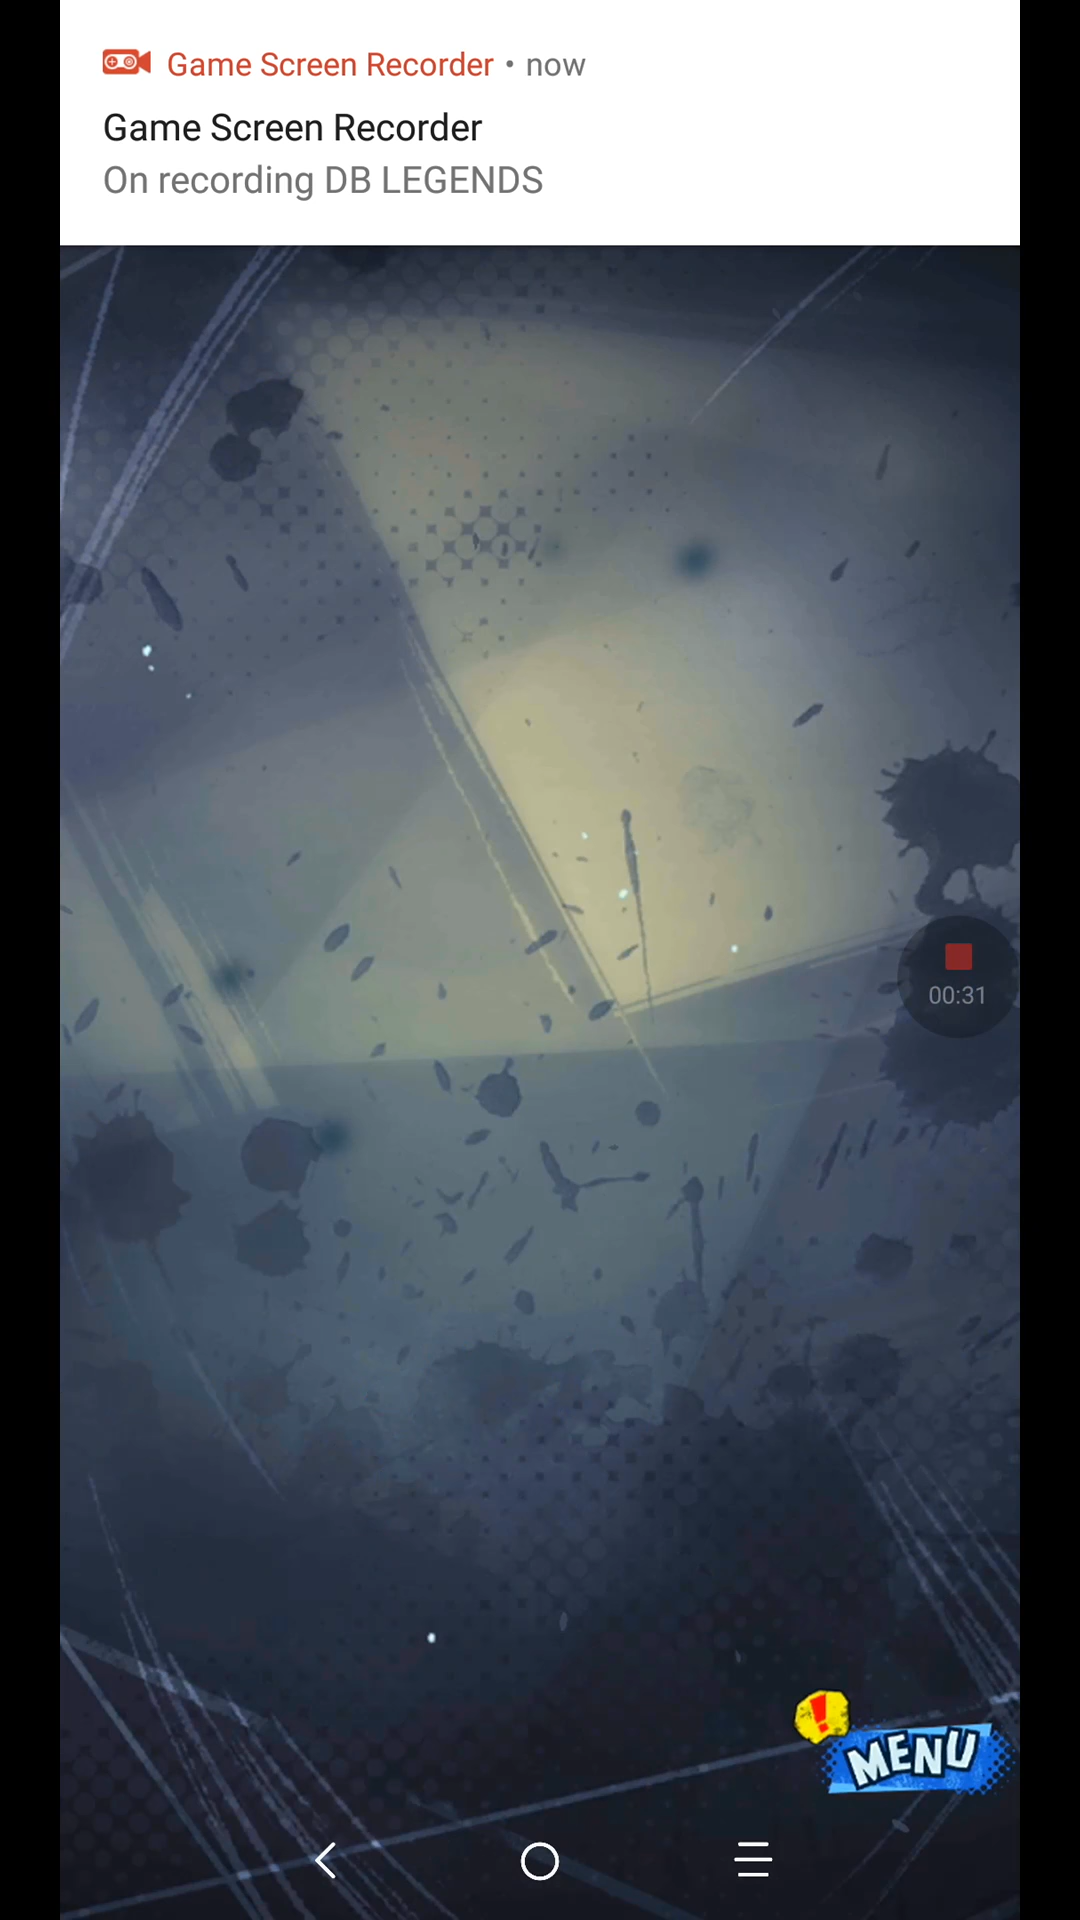 Game Screen Recorder • now
Game Screen Recorder
On recording DB LEGENDS
00:31
!
MENU